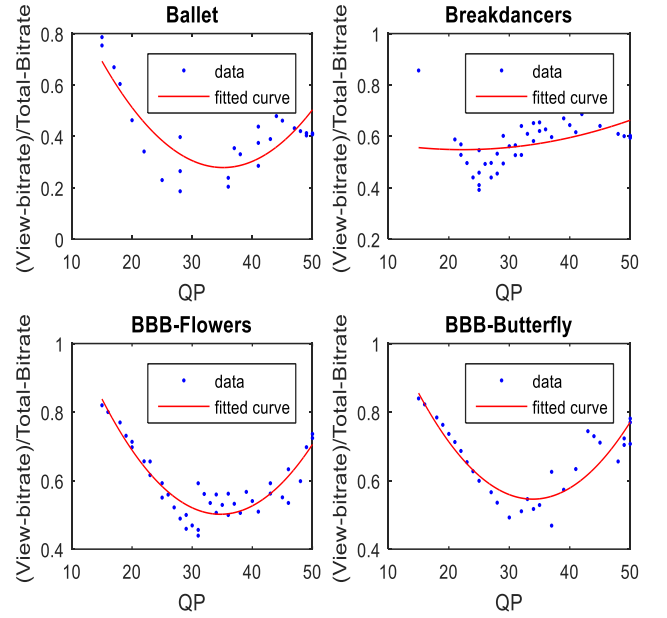 Ballet
(View-bitrate)/Total-Bitrate
0.8
0.6
0.4
0.2
0
data
fitted curve
10 20 30 40 50
QP
Breakdancers
(View-bitrate)/Total-Bitrate
1
0.8
0.6
0.4
0.2
data
fitted curve
10 20 30 40 50
QP
BBB-Flowers
(View-bitrate)/Total-Bitrate
1
0.8
0.6
0.4
data
fitted curve
10 20 30 40 50
QP
BBB-Butterfly
(View-bitrate)/Total-Bitrate
1
0.8
0.6
0.4
data
fitted curve
10 20 30 40 50
QP